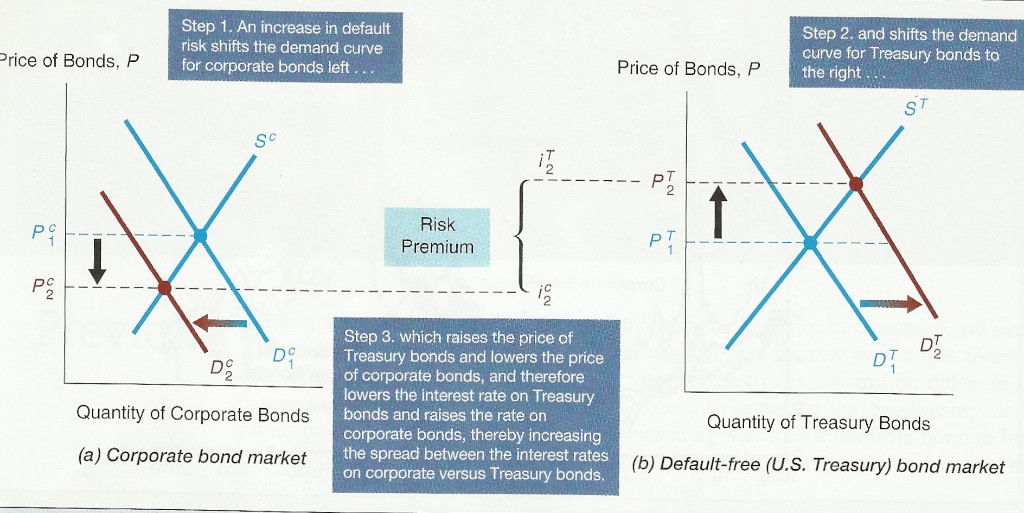 Step 1. An increase in default
risk shifts the demand curve
for corporate bonds left . . .
Step 2. and shifts the demand
curve for Treasury bonds to
the right . . .
Price of Bonds, P
Price of Bonds, P
S^c
S^T
i_2^T
P_2^T
P_1^c
Risk
Premium
P_1^T
P_2^c
i_2^c
D_2^c
D_1^c
D_1^T
D_2^T
Step 3. which raises the price of
Treasury bonds and lowers the price
of corporate bonds, and therefore
lowers the interest rate on Treasury
bonds and raises the rate on
corporate bonds, thereby increasing
the spread between the interest rates
on corporate versus Treasury bonds.
Quantity of Corporate Bonds
Quantity of Treasury Bonds
(a) Corporate bond market
(b) Default-free (U.S. Treasury) bond market